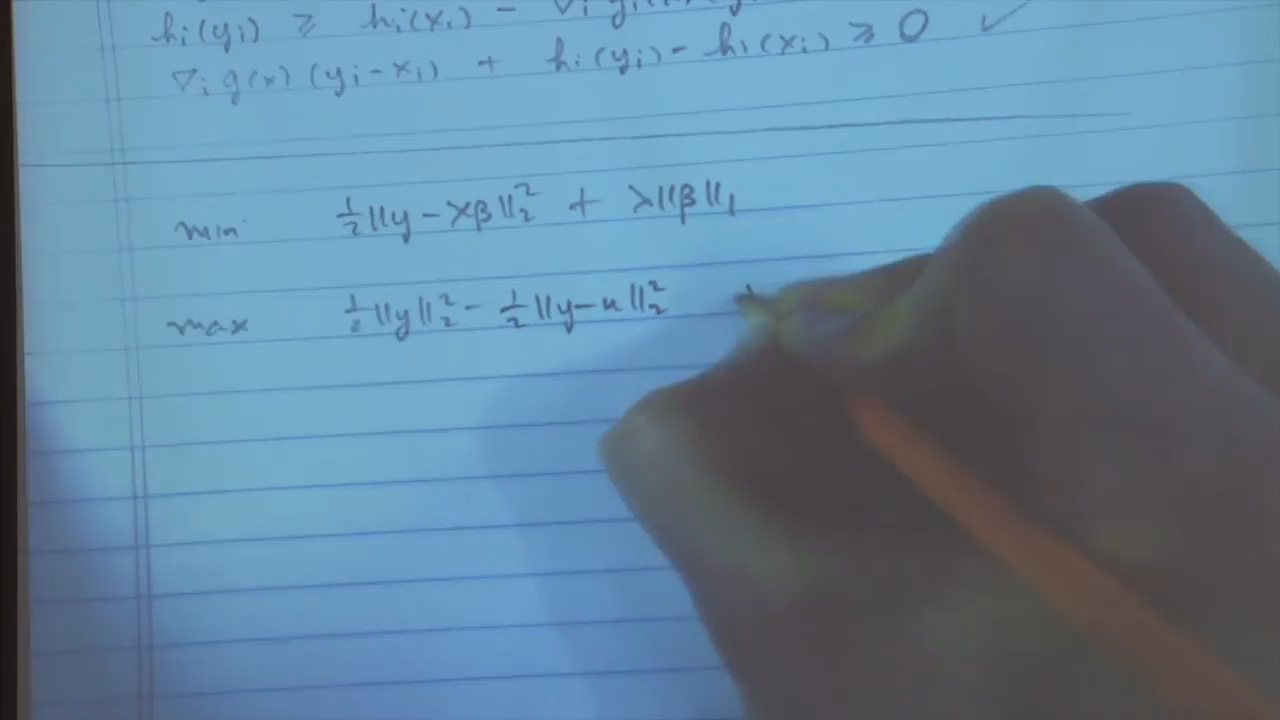 hᵢ(yᵢ) ≥ hᵢ(xᵢ) -
∇ᵢg(x)(yᵢ-xᵢ) + hᵢ(yᵢ)- hᵢ(xᵢ) ≥ 0 ✓
min ½||y - Xβ||₂² + λ||β||₁
max ½||y||₂² - ½||y-u||₂²